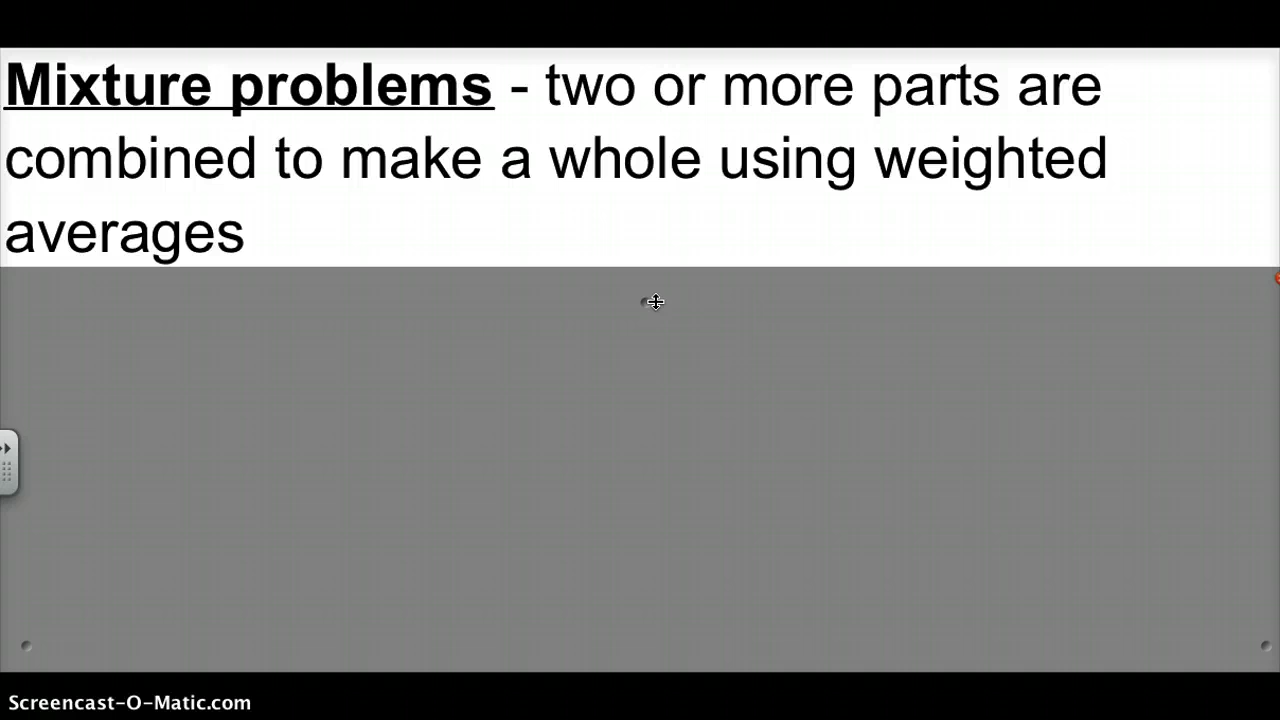 Mixture problems - two or more parts are
combined to make a whole using weighted
averages
Screencast-O-Matic.com